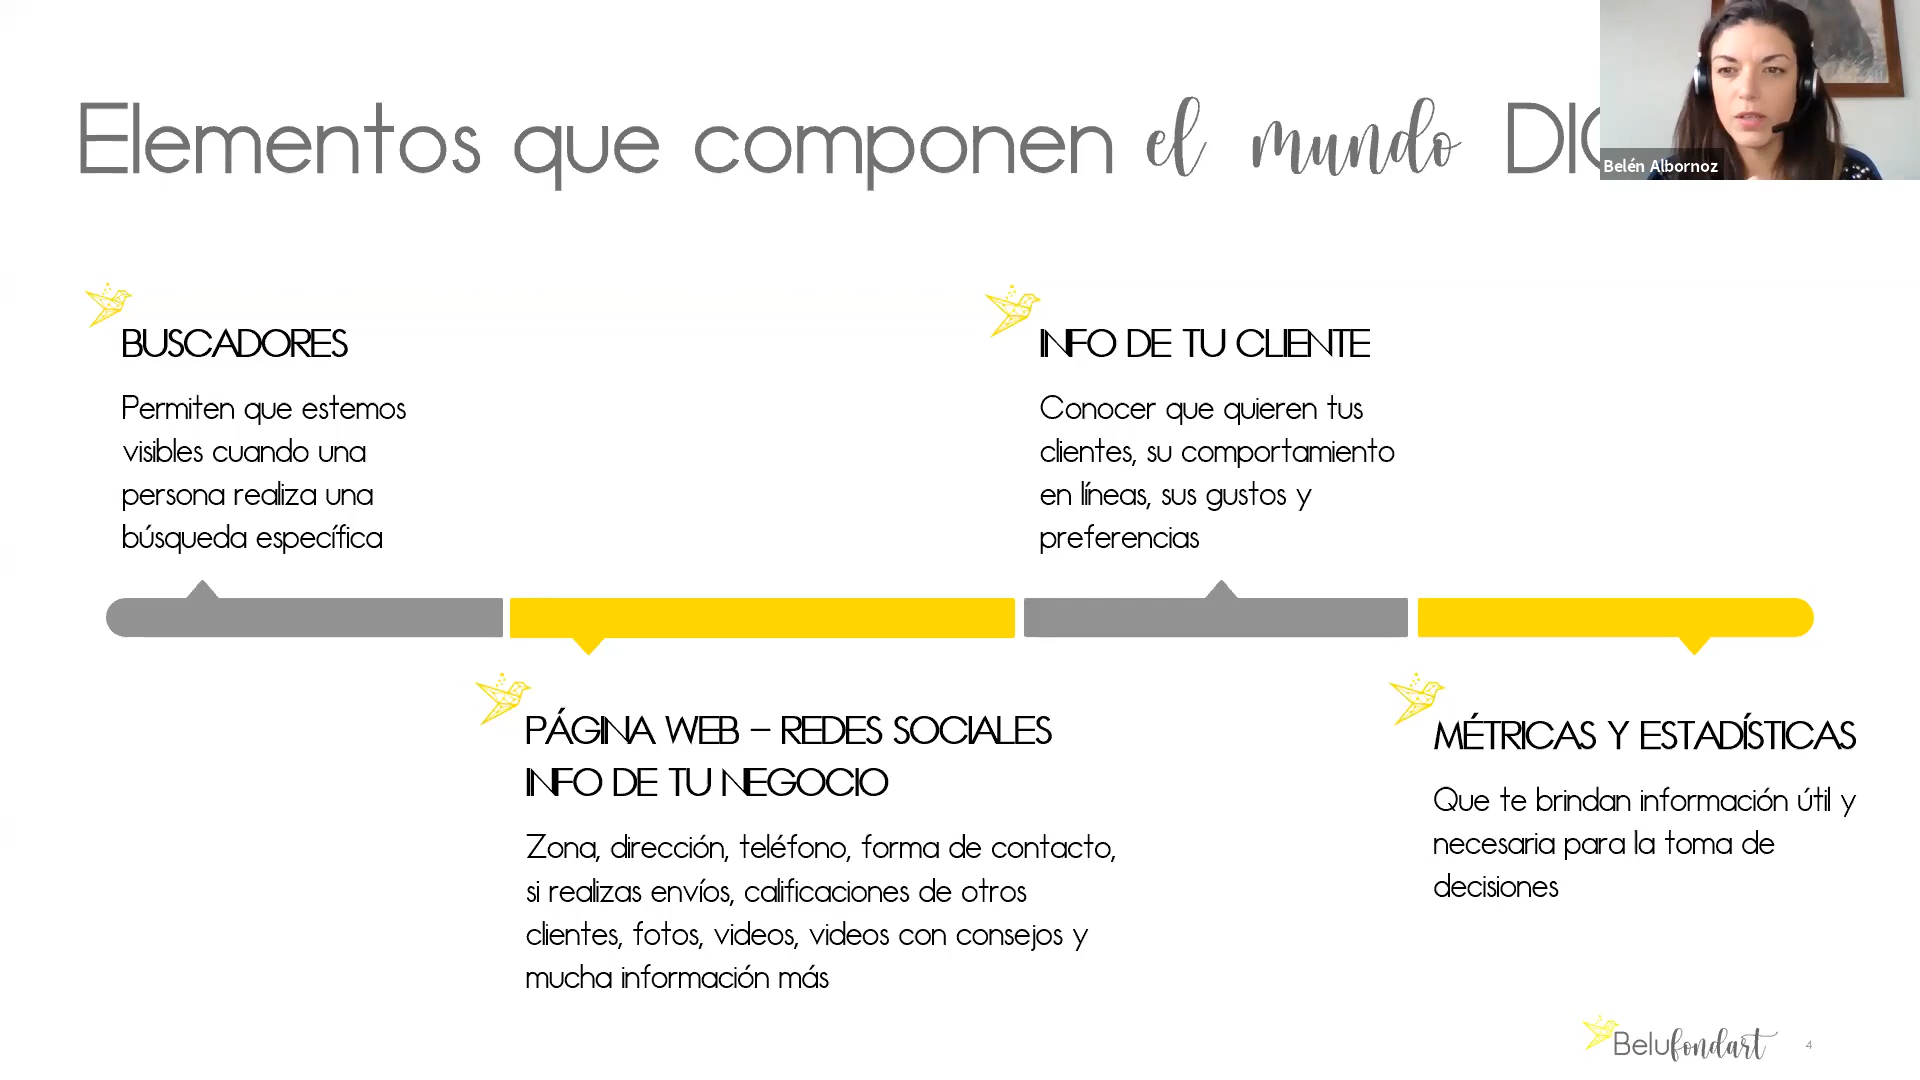 Elementos que componen el mundo
Belén Albornoz
BUSCADORES
Permiten que estemos
visibles cuando una
persona realiza una
búsqueda específica
INFO DE TU CLIENTE
Conocer que quieren tus
clientes, su comportamiento
en líneas, sus gustos y
preferencias
PÁGINA WEB – REDES SOCIALES
INFO DE TU NEGOCIO
Zona, dirección, teléfono, forma de contacto,
si realizas envíos, calificaciones de otros
clientes, fotos, videos, videos con consejos y
mucha información más
MÉTRICAS Y ESTADÍSTICAS
Que te brindan información útil y
necesaria para la toma de
decisiones
Belufondart
4